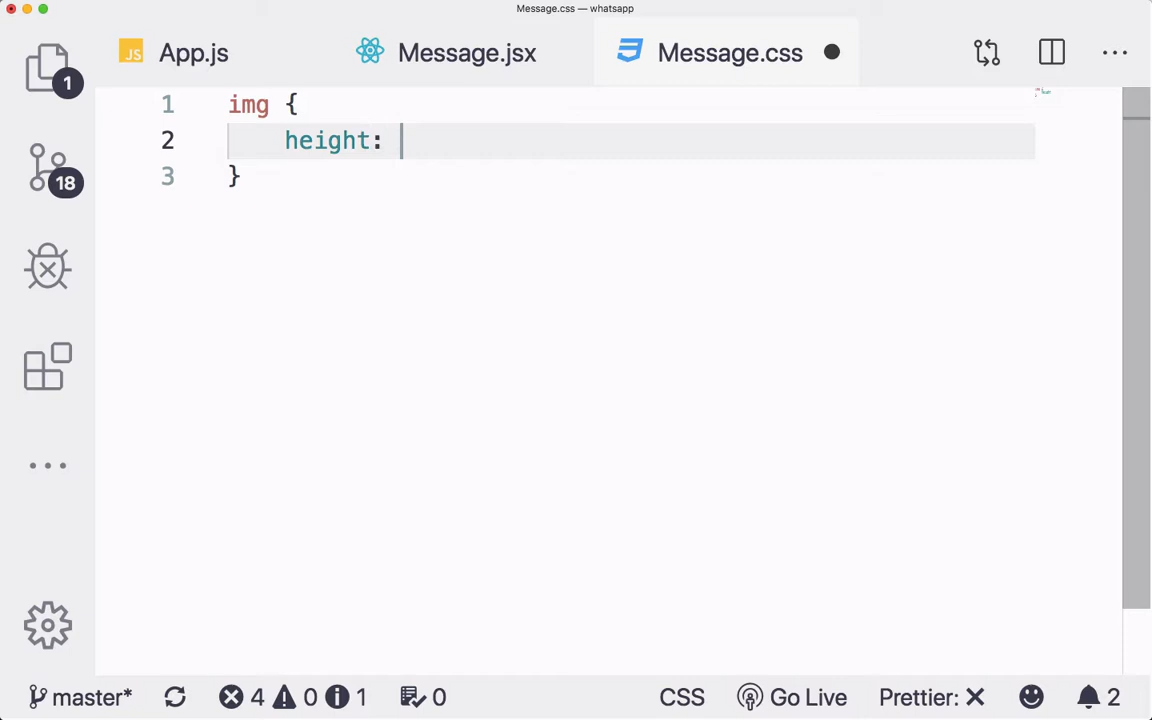 Message.css — whatsapp
JS App.js
Message.jsx
Message.css
1
18
1 img {
2 height:
3 }
master*
4 0 1
0
CSS
Go Live
Prettier:
2